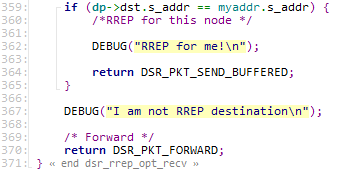 359: if (dp->dst.s_addr == myaddr.s_addr) {
360: /*RREP for this node */
361:
362: DEBUG("RREP for me!\n");
363:
364: return DSR_PKT_SEND_BUFFERED;
365: }
366:
367: DEBUG("I am not RREP destination\n");
368:
369: /* Forward */
370: return DSR_PKT_FORWARD;
371: } « end dsr_rrep_opt_recv »